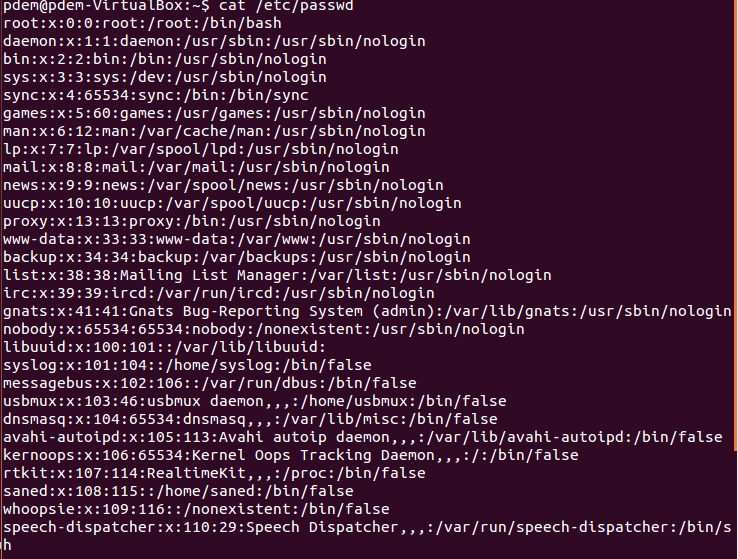 pdem@pdem-VirtualBox:~$ cat /etc/passwd
root:x:0:0:root:/root:/bin/bash
daemon:x:1:1:daemon:/usr/sbin:/usr/sbin/nologin
bin:x:2:2:bin:/bin:/usr/sbin/nologin
sys:x:3:3:sys:/dev:/usr/sbin/nologin
sync:x:4:65534:sync:/bin:/bin/sync
games:x:5:60:games:/usr/games:/usr/sbin/nologin
man:x:6:12:man:/var/cache/man:/usr/sbin/nologin
lp:x:7:7:lp:/var/spool/lpd:/usr/sbin/nologin
mail:x:8:8:mail:/var/mail:/usr/sbin/nologin
news:x:9:9:news:/var/spool/news:/usr/sbin/nologin
uucp:x:10:10:uucp:/var/spool/uucp:/usr/sbin/nologin
proxy:x:13:13:proxy:/bin:/usr/sbin/nologin
www-data:x:33:33:www-data:/var/www:/usr/sbin/nologin
backup:x:34:34:backup:/var/backups:/usr/sbin/nologin
list:x:38:38:Mailing List Manager:/var/list:/usr/sbin/nologin
irc:x:39:39:ircd:/var/run/ircd:/usr/sbin/nologin
gnats:x:41:41:Gnats Bug-Reporting System (admin):/var/lib/gnats:/usr/sbin/nologin
nobody:x:65534:65534:nobody:/nonexistent:/usr/sbin/nologin
libuuid:x:100:101::/var/lib/libuuid:
syslog:x:101:104::/home/syslog:/bin/false
messagebus:x:102:106::/var/run/dbus:/bin/false
usbmux:x:103:46:usbmux daemon,,,:/home/usbmux:/bin/false
dnsmasq:x:104:65534:dnsmasq,,,:/var/lib/misc:/bin/false
avahi-autoipd:x:105:113:Avahi autoip daemon,,,:/var/lib/avahi-autoipd:/bin/false
kernoops:x:106:65534:Kernel Oops Tracking Daemon,,,:/:/bin/false
rtkit:x:107:114:RealtimeKit,,,:/proc:/bin/false
saned:x:108:115::/home/saned:/bin/false
whoopsie:x:109:116::/nonexistent:/bin/false
speech-dispatcher:x:110:29:Speech Dispatcher,,,:/var/run/speech-dispatcher:/bin/s
h